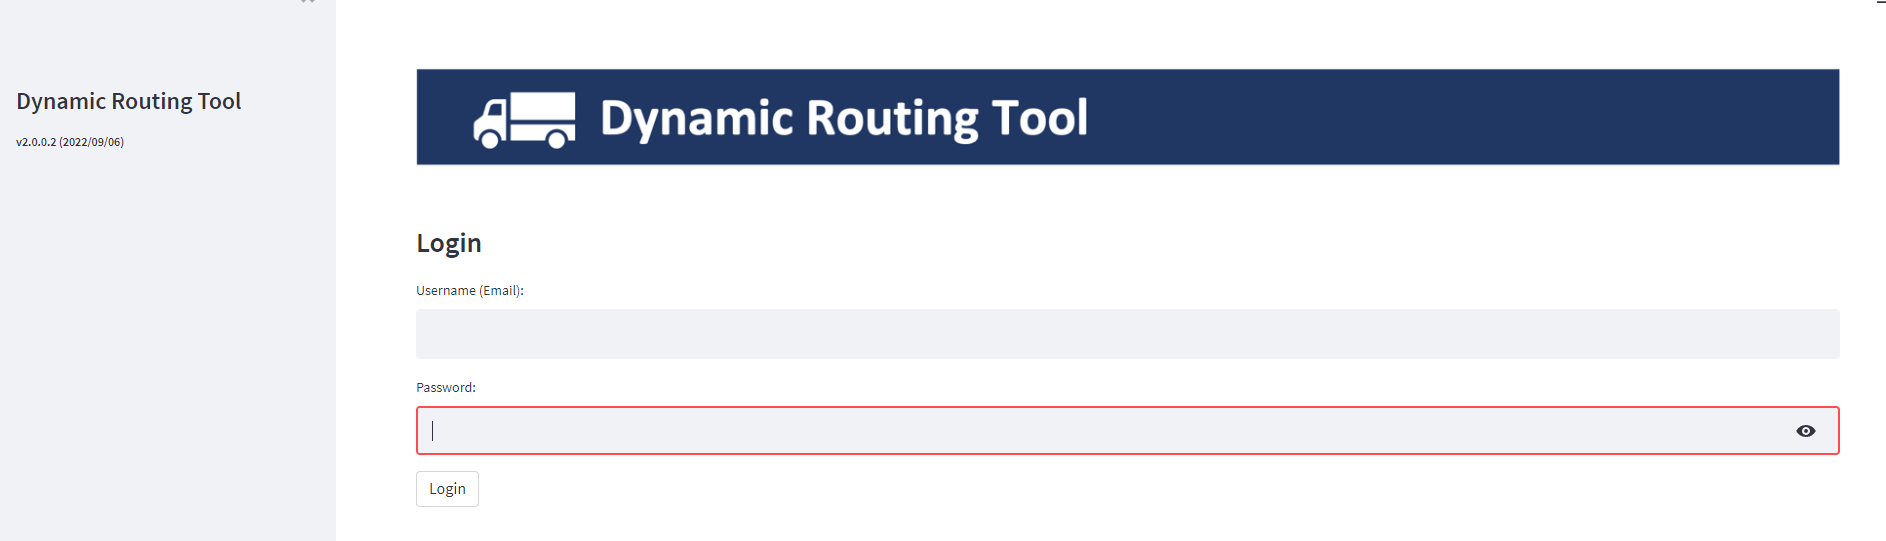 Dynamic Routing Tool
v2.0.0.2 (2022/09/06)
Dynamic Routing Tool
Login
Username (Email):
Password:
Login